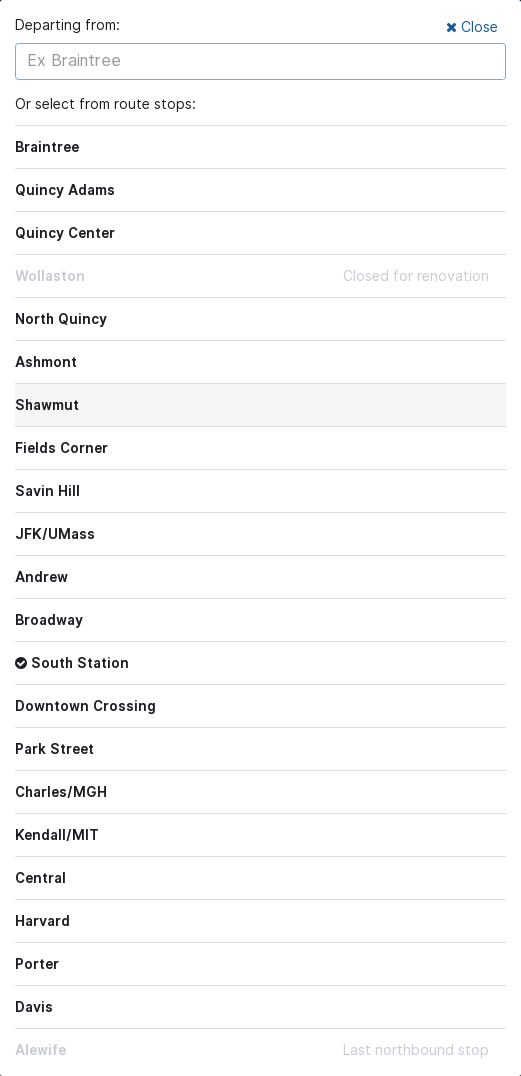 Departing from:
Close
Ex Braintree
Or select from route stops:
Braintree
Quincy Adams
Quincy Center
Wollaston Closed for renovation
North Quincy
Ashmont
Shawmut
Fields Corner
Savin Hill
JFK/UMass
Andrew
Broadway
South Station
Downtown Crossing
Park Street
Charles/MGH
Kendall/MIT
Central
Harvard
Porter
Davis
Alewife Last northbound stop